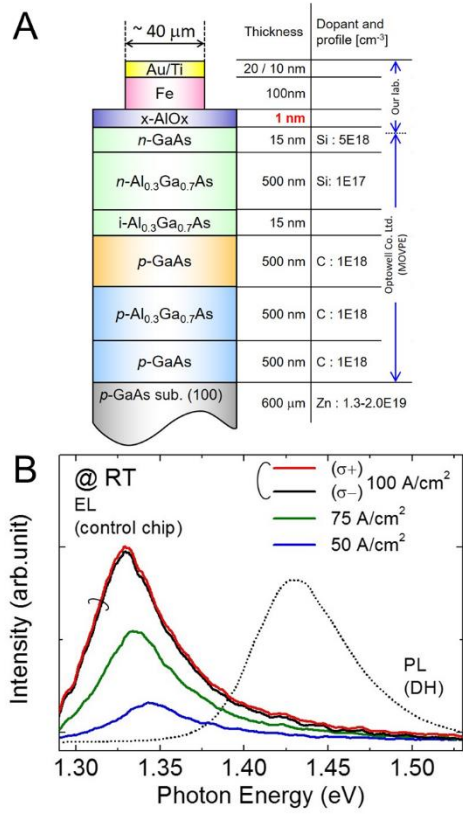 A
~ 40 μm
Thickness
Dopant and profile [cm⁻³]
Au/Ti
20 / 10 nm
Fe
100nm
x-AlOx
1 nm
n-GaAs
15 nm
Si : 5E18
n-Al₀.₃Ga₀.₇As
500 nm
Si: 1E17
i-Al₀.₃Ga₀.₇As
15 nm
p-GaAs
500 nm
C : 1E18
p-Al₀.₃Ga₀.₇As
500 nm
C : 1E18
p-GaAs
500 nm
C : 1E18
p-GaAs sub. (100)
600 μm
Zn : 1.3-2.0E19
Our lab.
Optowell Co. Ltd.
(MOVPE)
B
@ RT
EL
(control chip)
(σ+)
(σ−)
100 A/cm²
75 A/cm²
50 A/cm²
PL
(DH)
Intensity (arb.unit)
1.30
1.35
1.40
1.45
1.50
Photon Energy (eV)